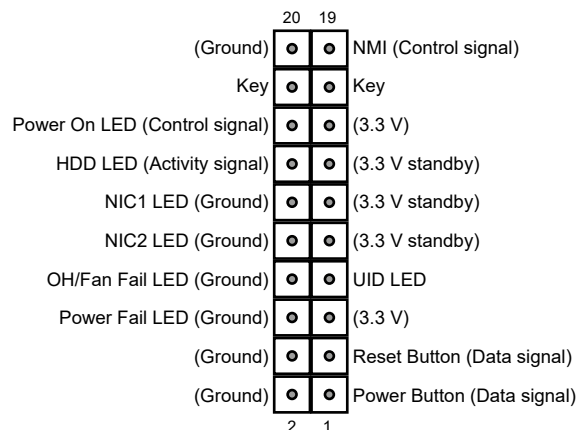 20 19
(Ground) NMI (Control signal)
Key Key
Power On LED (Control signal) (3.3 V)
HDD LED (Activity signal) (3.3 V standby)
NIC1 LED (Ground) (3.3 V standby)
NIC2 LED (Ground) (3.3 V standby)
OH/Fan Fail LED (Ground) UID LED
Power Fail LED (Ground) (3.3 V)
(Ground) Reset Button (Data signal)
(Ground) Power Button (Data signal)
2 1